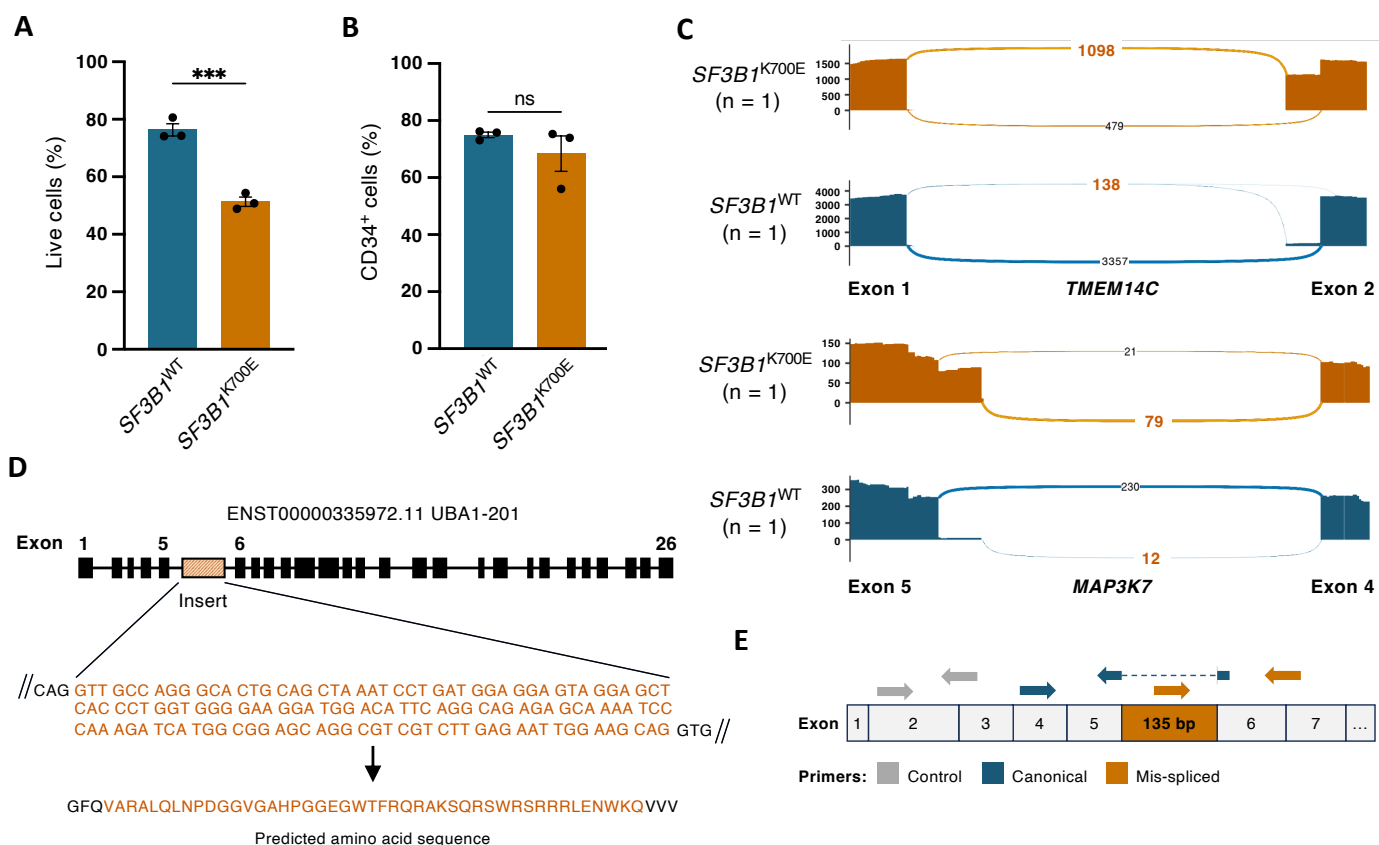 A
Live cells (%)
100
80
60
40
20
0
***
SF3B1WT
SF3B1K700E
B
CD34+ cells (%)
100
80
60
40
20
0
ns
SF3B1WT
SF3B1K700E
C
SF3B1K700E
(n = 1)
1500
1000
500
0
1098
479
SF3B1WT
(n = 1)
4000
3000
2000
1000
0
138
3357
Exon 1 TMEM14C Exon 2
SF3B1K700E
(n = 1)
150
100
50
0
21
79
SF3B1WT
(n = 1)
300
200
100
0
230
12
Exon 5 MAP3K7 Exon 4
D
ENST00000335972.11 UBA1-201
Exon 1 5 6 26
Insert
//CAG GTT GCC AGG GCA CTG CAG CTA AAT CCT GAT GGA GGA GTA GGA GCT
CAC CCT GGT GGG GAA GGA TGG ACA TTC AGG CAG AGA GCA AAA TCC
CAA AGA TCA TGG CGG AGC AGG CGT CGT CTT GAG AAT TGG AAG CAG GTG//
GFQVARALQLNPDGGVGAHPGGEGWTFRQRAKSQRSWRSRRRLENWKQVVV
Predicted amino acid sequence
E
Exon 1 2 3 4 5 135 bp 6 7 ...
Primers: Control Canonical Mis-spliced